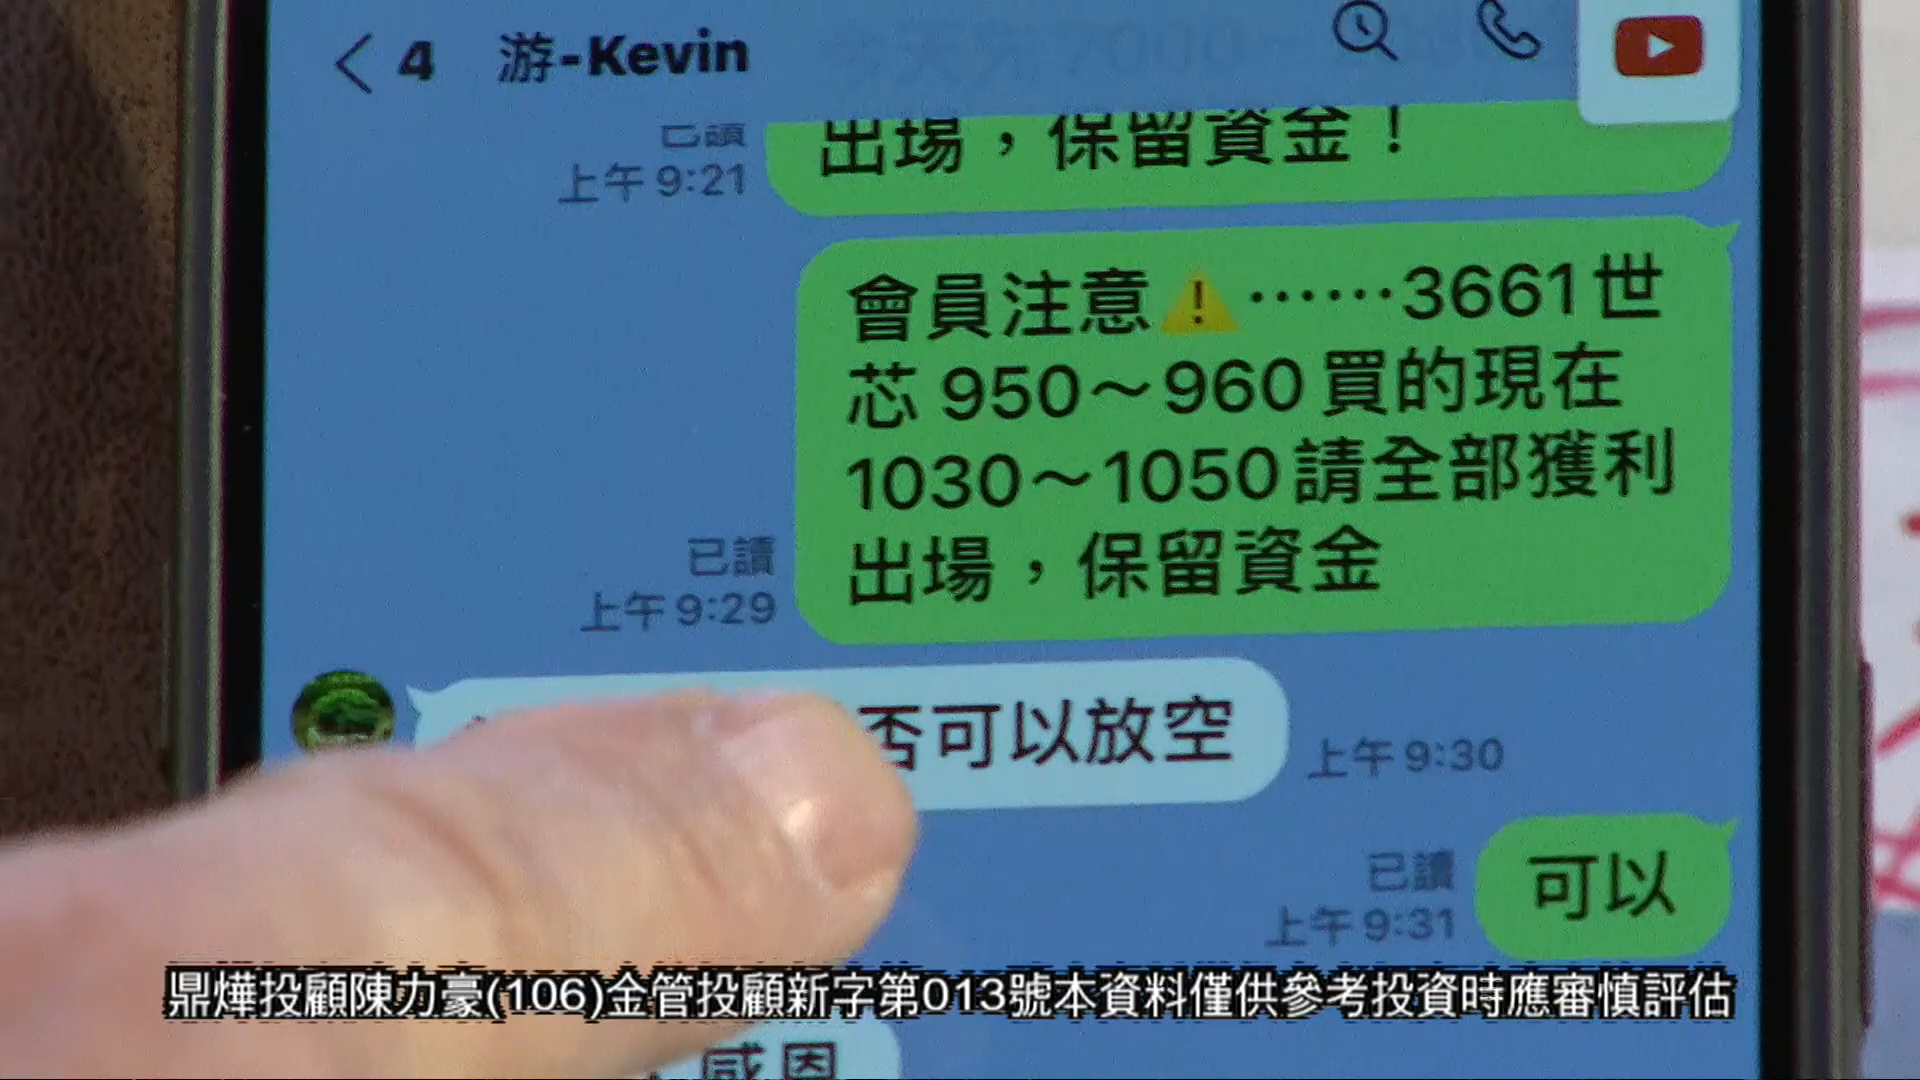 4 游-Kevin
出場，保留資金！
已讀
上午 9:21
會員注意⚠️⋯⋯3661世
芯 950～960 買的現在
1030～1050 請全部獲利
出場，保留資金
已讀
上午 9:29
否可以放空
上午 9:30
可以
已讀
上午 9:31
鼎燁投顧陳力豪(106)金管投顧新字第013號本資料僅供參考投資時應審慎評估
感恩